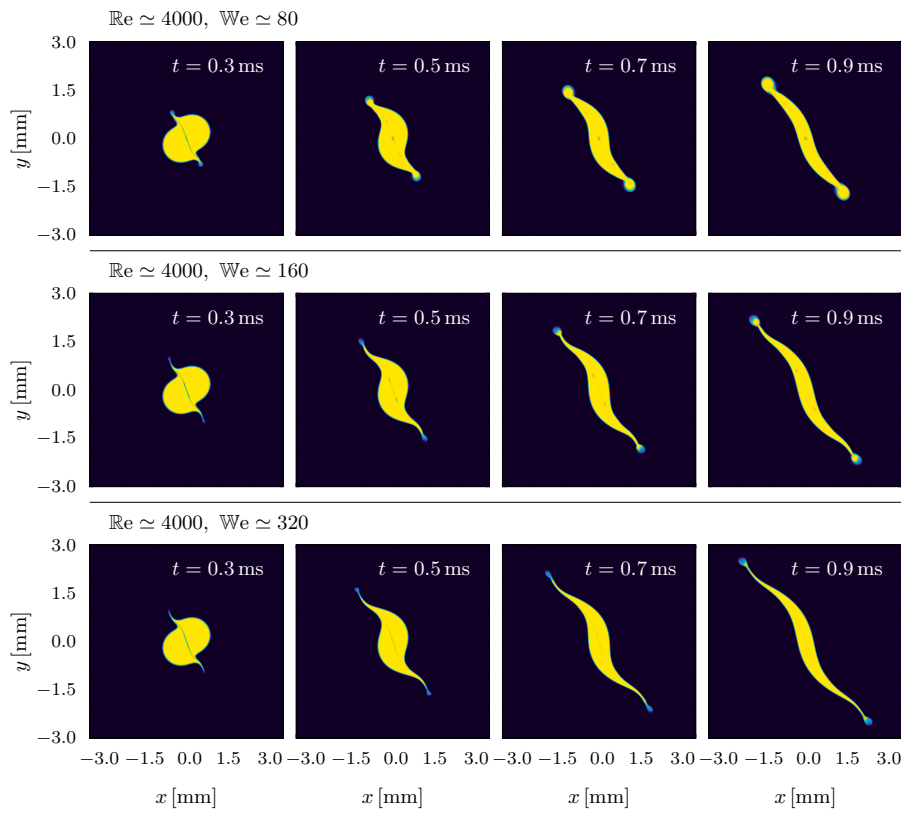 ℝe ≃ 4000, 𝕎e ≃ 80
3.0
1.5
0.0
−1.5
−3.0
y [mm]
t = 0.3 ms
t = 0.5 ms
t = 0.7 ms
t = 0.9 ms
ℝe ≃ 4000, 𝕎e ≃ 160
3.0
1.5
0.0
−1.5
−3.0
y [mm]
t = 0.3 ms
t = 0.5 ms
t = 0.7 ms
t = 0.9 ms
ℝe ≃ 4000, 𝕎e ≃ 320
3.0
1.5
0.0
−1.5
−3.0
y [mm]
t = 0.3 ms
t = 0.5 ms
t = 0.7 ms
t = 0.9 ms
−3.0 −1.5 0.0 1.5 3.0 −3.0 −1.5 0.0 1.5 3.0 −3.0 −1.5 0.0 1.5 3.0 −3.0 −1.5 0.0 1.5 3.0
x [mm] x [mm] x [mm] x [mm]